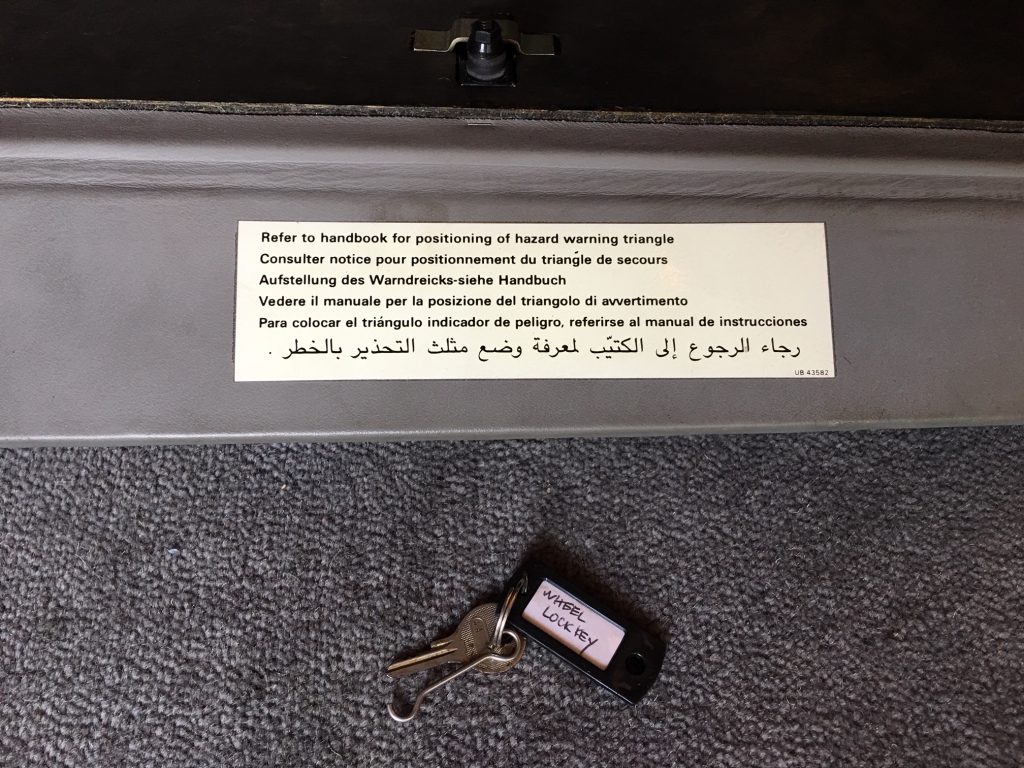 Refer to handbook for positioning of hazard warning triangle
Consulter notice pour positionnement du triangle de secours
Aufstellung des Warndreicks-siehe Handbuch
Vedere il manuale per la posizione del triangolo di avvertimento
Para colocar el triángulo indicador de peligro, referirse al manual de instrucciones
رجاء الرجوع إلى الكتيّب لمعرفة وضع مثلث التحذير بالخطر .
UB 43582
WHEEL
LOCK KEY